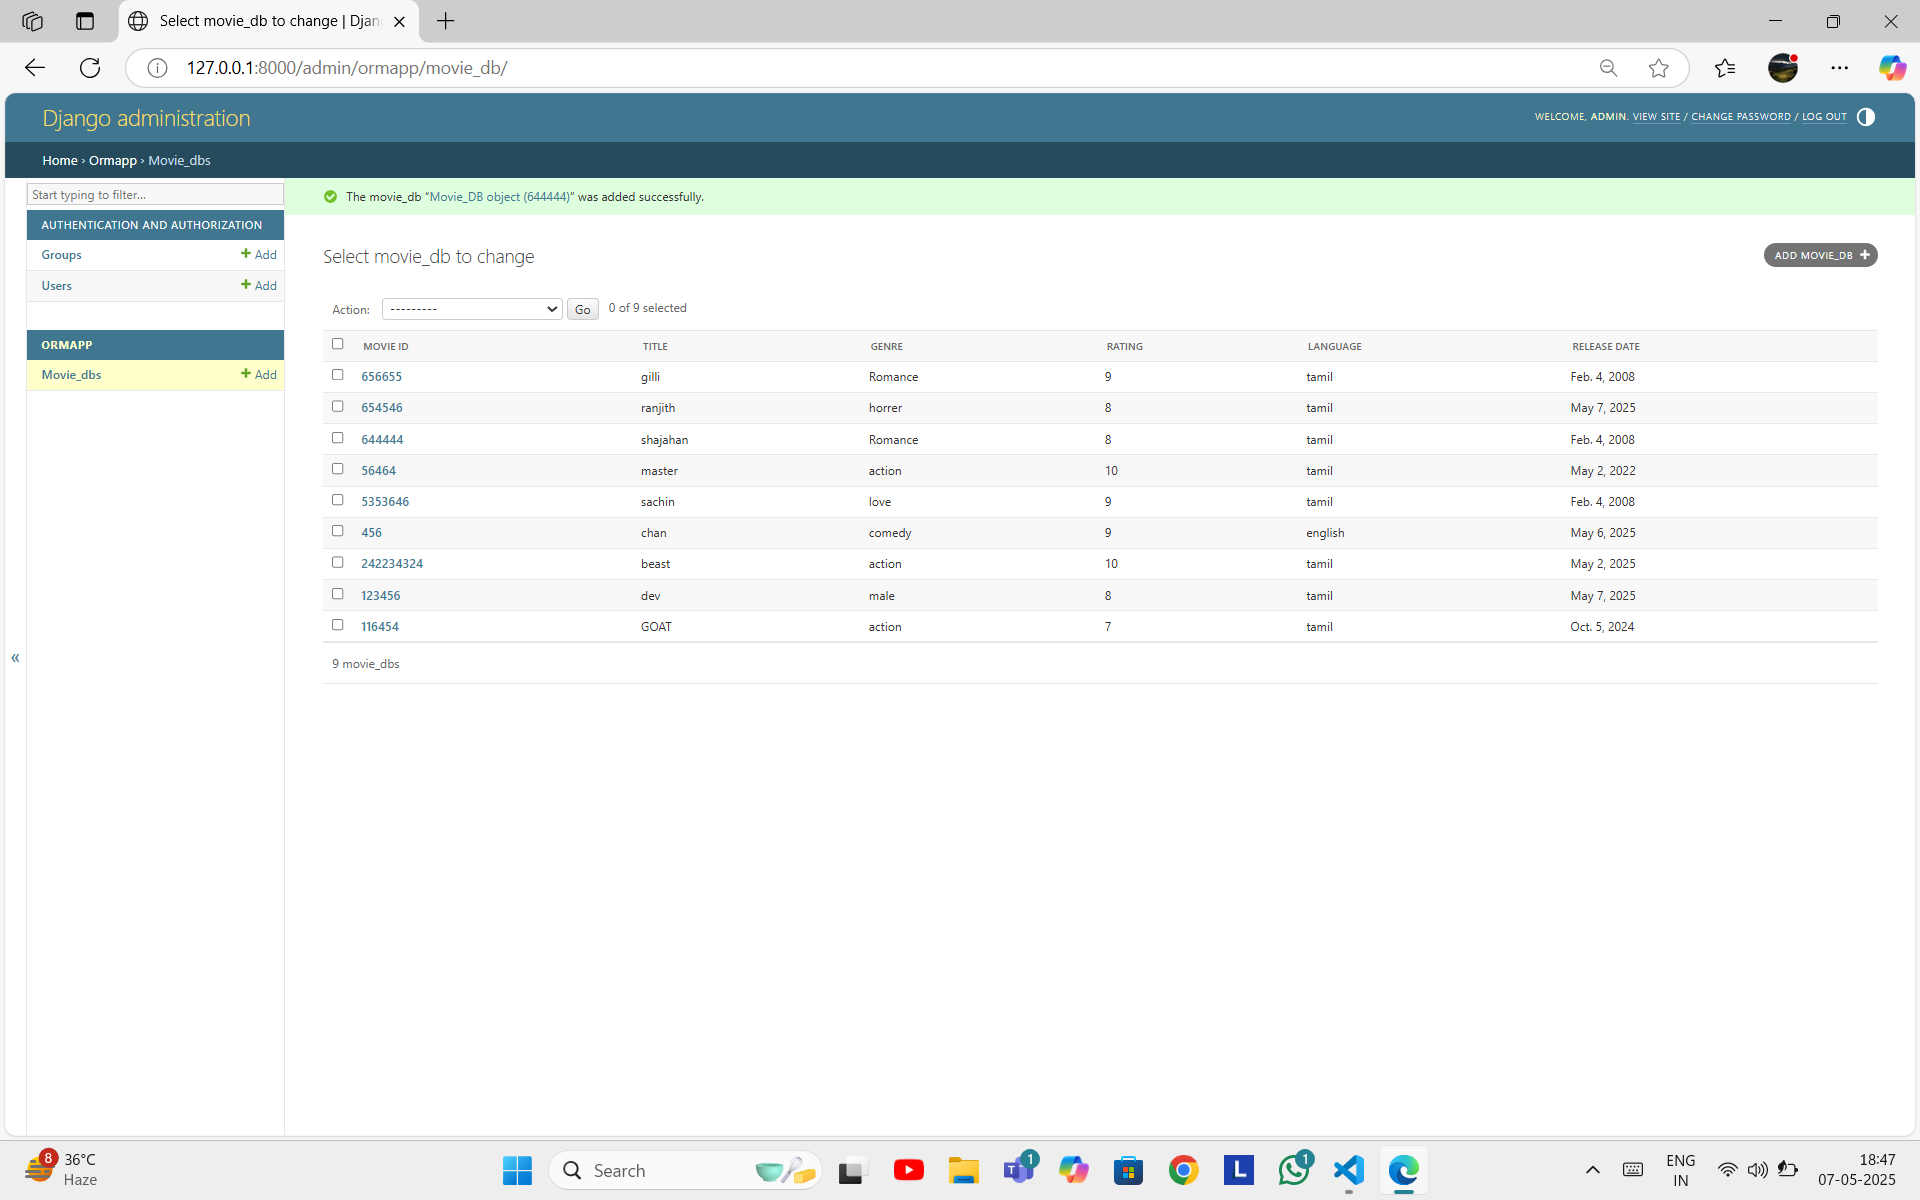 Select movie_db to change | Djan
127.0.0.1:8000/admin/ormapp/movie_db/
Django administration
WELCOME, ADMIN. VIEW SITE / CHANGE PASSWORD / LOG OUT
Home › Ormapp › Movie_dbs
Start typing to filter...
The movie_db “Movie_DB object (644444)” was added successfully.
AUTHENTICATION AND AUTHORIZATION
Groups + Add
Users + Add
ORMAPP
Movie_dbs + Add
«
Select movie_db to change
ADD MOVIE_DB +
Action: --------- Go 0 of 9 selected
MOVIE ID TITLE GENRE RATING LANGUAGE RELEASE DATE
656655 gilli Romance 9 tamil Feb. 4, 2008
654546 ranjith horrer 8 tamil May 7, 2025
644444 shajahan Romance 8 tamil Feb. 4, 2008
56464 master action 10 tamil May 2, 2022
5353646 sachin love 9 tamil Feb. 4, 2008
456 chan comedy 9 english May 6, 2025
242234324 beast action 10 tamil May 2, 2025
123456 dev male 8 tamil May 7, 2025
116454 GOAT action 7 tamil Oct. 5, 2024
9 movie_dbs
8
36°C
Haze
Search
T
1
L
1
ENG
IN
18:47
07-05-2025